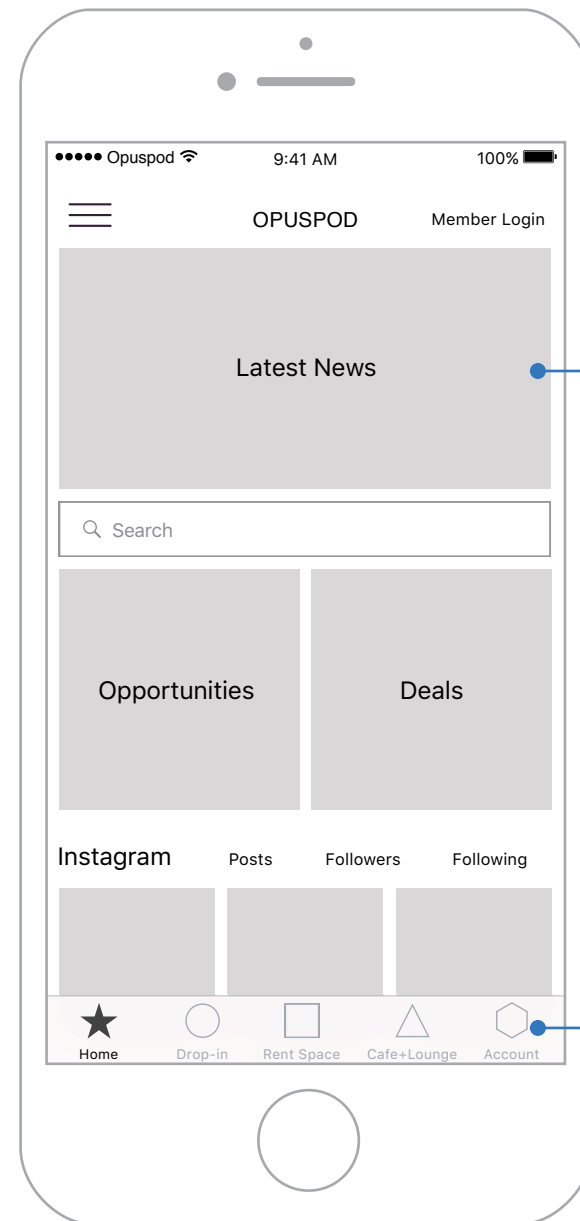 Opuspod 9:41 AM 100%
OPUSPOD Member Login
Latest News
Search
Opportunities Deals
Instagram Posts Followers Following
Home Drop-in Rent Space Cafe+Lounge Account